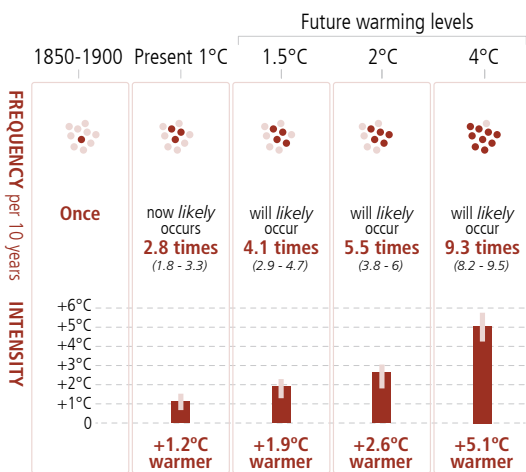 Future warming levels
1850-1900 Present 1°C 1.5°C 2°C 4°C
FREQUENCY per 10 years
Once
now likely
occurs
2.8 times
(1.8 - 3.3)
will likely
occur
4.1 times
(2.9 - 4.7)
will likely
occur
5.5 times
(3.8 - 6)
will likely
occur
9.3 times
(8.2 - 9.5)
INTENSITY
+6°C
+5°C
+4°C
+3°C
+2°C
+1°C
0
+1.2°C
warmer
+1.9°C
warmer
+2.6°C
warmer
+5.1°C
warmer